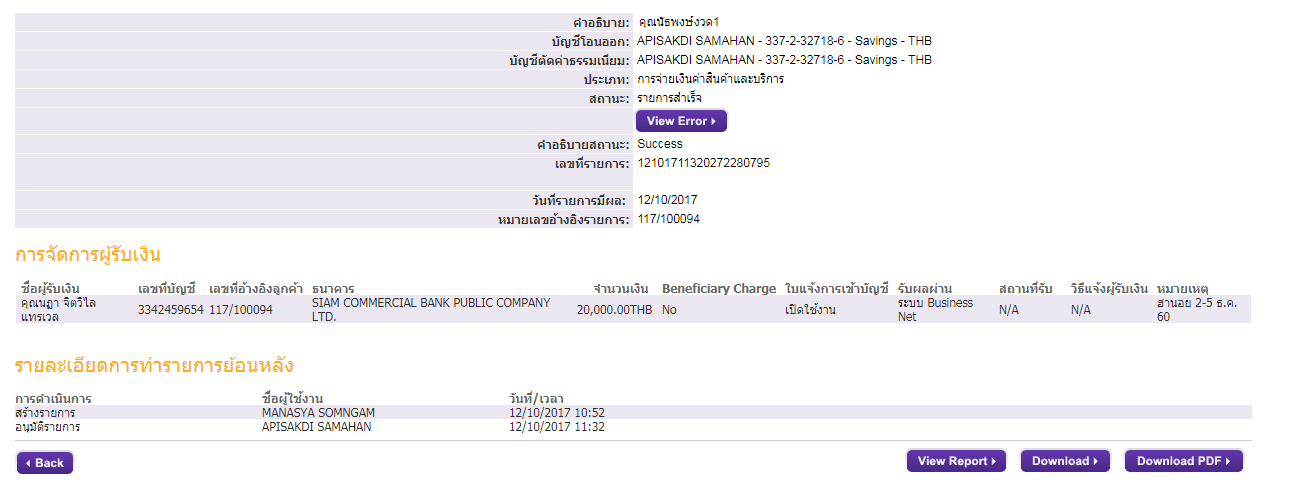 คำอธิบาย: คุณนัธพงษ์งวด1
บัญชีโอนออก: APISAKDI SAMAHAN - 337-2-32718-6 - Savings - THB
บัญชีตัดค่าธรรมเนียม: APISAKDI SAMAHAN - 337-2-32718-6 - Savings - THB
ประเภท: การจ่ายเงินค่าสินค้าและบริการ
สถานะ: รายการสำเร็จ
View Error
คำอธิบายสถานะ: Success
เลขที่รายการ: 12101711320272280795
วันที่รายการมีผล: 12/10/2017
หมายเลขอ้างอิงรายการ: 117/100094
การจัดการผู้รับเงิน
ชื่อผู้รับเงิน เลขที่บัญชี เลขที่อ้างอิงลูกค้า ธนาคาร จำนวนเงิน Beneficiary Charge ใบแจ้งการเข้าบัญชี รับผลผ่าน สถานที่รับ วิธีแจ้งผู้รับเงิน หมายเหตุ
คุณนฏา จิตวิไล แทรเวล 3342459654 117/100094 SIAM COMMERCIAL BANK PUBLIC COMPANY LTD. 20,000.00THB No เปิดใช้งาน ระบบ Business Net N/A N/A ฮานอย 2-5 ธ.ค. 60
รายละเอียดการทำรายการย้อนหลัง
การดำเนินการ ชื่อผู้ใช้งาน วันที่/เวลา
สร้างรายการ MANASYA SOMNGAM 12/10/2017 10:52
อนุมัติรายการ APISAKDI SAMAHAN 12/10/2017 11:32
Back View Report Download Download PDF